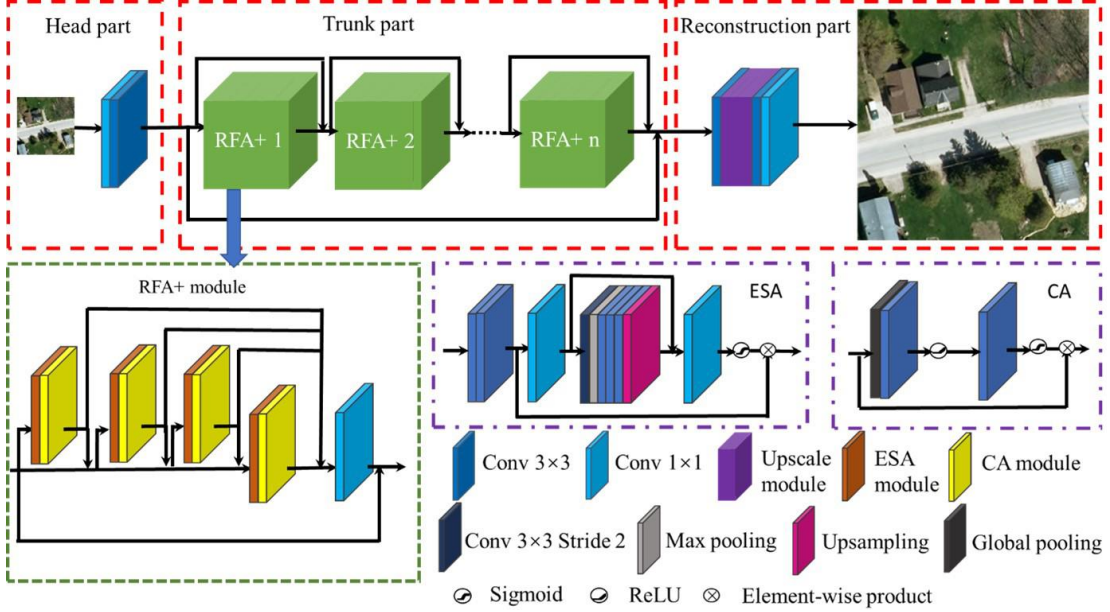 Head part
Trunk part
Reconstruction part
RFA+ 1
RFA+ 2
RFA+ n
RFA+ module
ESA
CA
Conv 3×3
Conv 1×1
Upscale
module
ESA
module
CA module
Conv 3×3 Stride 2
Max pooling
Upsampling
Global pooling
Sigmoid
ReLU
Element-wise product